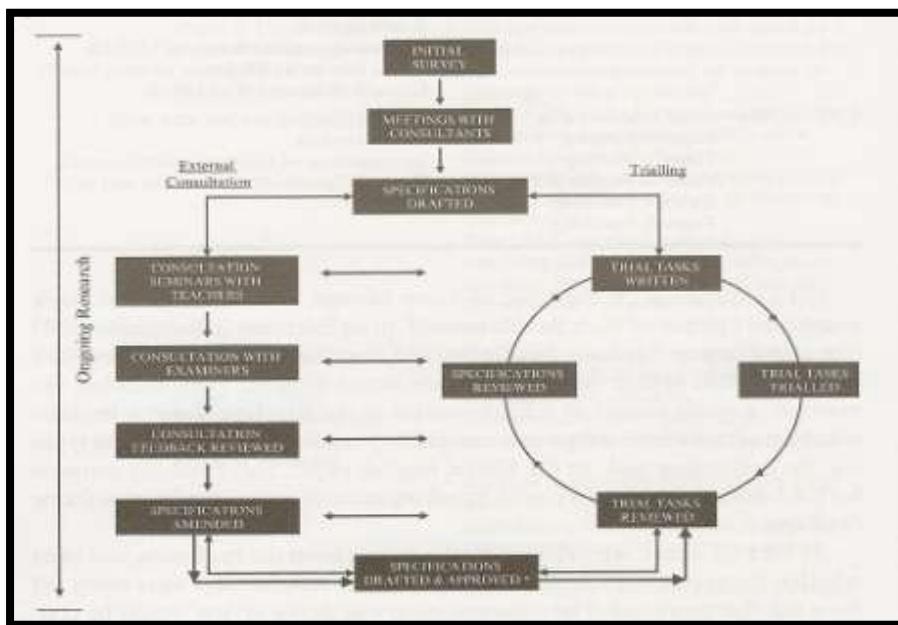 INITIAL
SURVEY
MEETINGS WITH
CONSULTANTS
External
Consultation
Trialling
SPECIFICATIONS
DRAFTED
Ongoing Research
CONSULTATION
SEMINARS WITH
TEACHERS
TRIAL TASKS
WRITTEN
CONSULTATION WITH
EXAMINERS
SPECIFICATIONS
REVIEWED
TRIAL TASKS
TRIALLED
CONSULTATION
FEEDBACK REVIEWED
SPECIFICATIONS
AMENDED
TRIAL TASKS
REVIEWED
SPECIFICATIONS
DRAFTED & APPROVED *